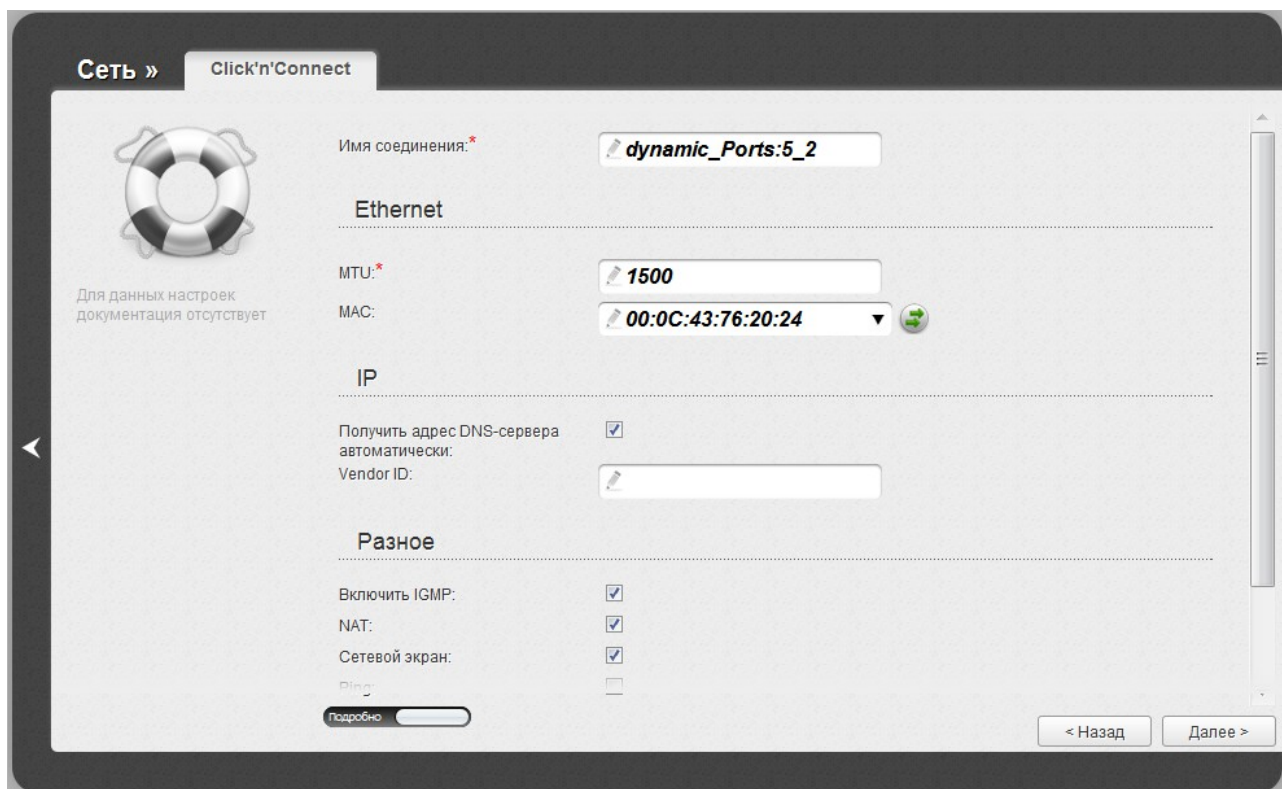 Сеть »
Click'n'Connect
Для данных настроек
документация отсутствует
Имя соединения:*
dynamic_Ports:5_2
Ethernet
MTU:*
1500
MAC:
00:0C:43:76:20:24
IP
Получить адрес DNS-сервера
автоматически:
Vendor ID:
Разное
Включить IGMP:
NAT:
Сетевой экран:
Ping:
Подробно
< Назад
Далее >